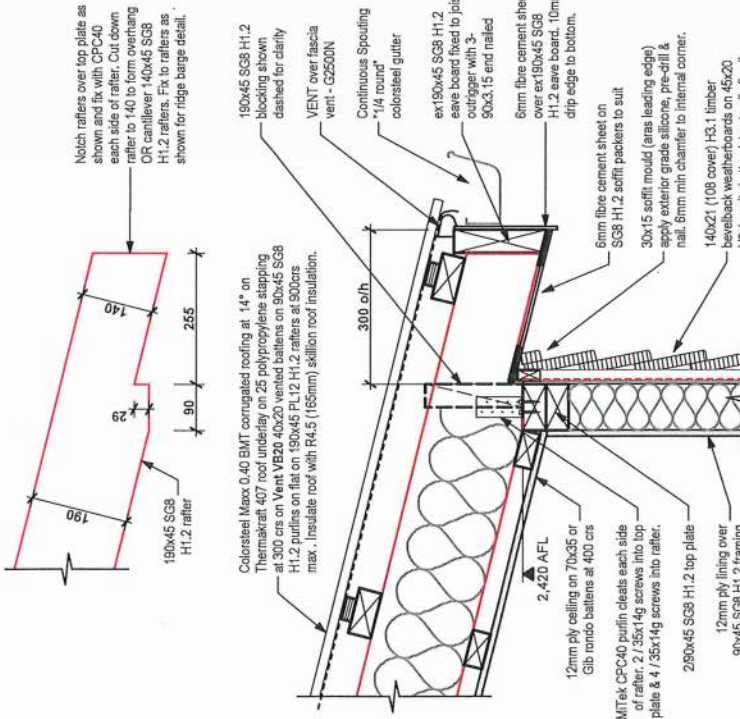 Notch rafters over top plate as
shown and fix with CPC40
each side of rafter. Cut down
rafter to 140 to form overhang
OR cantilever 140x45 SG8
H1.2 rafters. Fix to rafters as
shown for ridge barge detail.
140
255
29
90
190
190x45 SG8
H1.2 rafter
190x45 SG8 H1.2
blocking shown
dashed for clarity
VENT over fascia
vent - G2500N
Continuous Spouting
"1/4 round"
colorsteel gutter
ex190x45 SG8 H1.2
eave board fixed to jois
outrigger with 3-
90x3.15 end nailed
6mm fibre cement shee
over ex190x45 SG8
H1.2 eave board. 10m
drip edge to bottom.
Colorsteel Maxx 0.40 BMT corrugated roofing at 14° on
Thermakraft 407 roof underlay on 25 polypropylene stapping
at 300 crs on Vent VB20 40x20 vented battens on 90x45 SG8
H1.2 purlins on flat on 190x45 PL12 H1.2 rafters at 900crs
max . Insulate roof with R4.5 (165mm) skillion roof insulation.
300 o/h
6mm fibre cement sheet on
SG8 H1.2 soffit packers to suit
30x15 soffit mould (aras leading edge)
apply exterior grade silicone, pre-drill &
nail. 6mm min chamfer to internal corner.
140x21 (108 cover) H3.1 timber
bevelback weatherboards on 45x20
2,420 AFL
12mm ply ceiling on 70x35 or
Gib rondo battens at 400 crs
MiTek CPC40 purlin cleats each side
of rafter. 2 / 35x14g screws into top
plate & 4 / 35x14g screws into rafter.
2/90x45 SG8 H1.2 top plate
12mm ply lining over
90x45 SG8 H1.2 framing